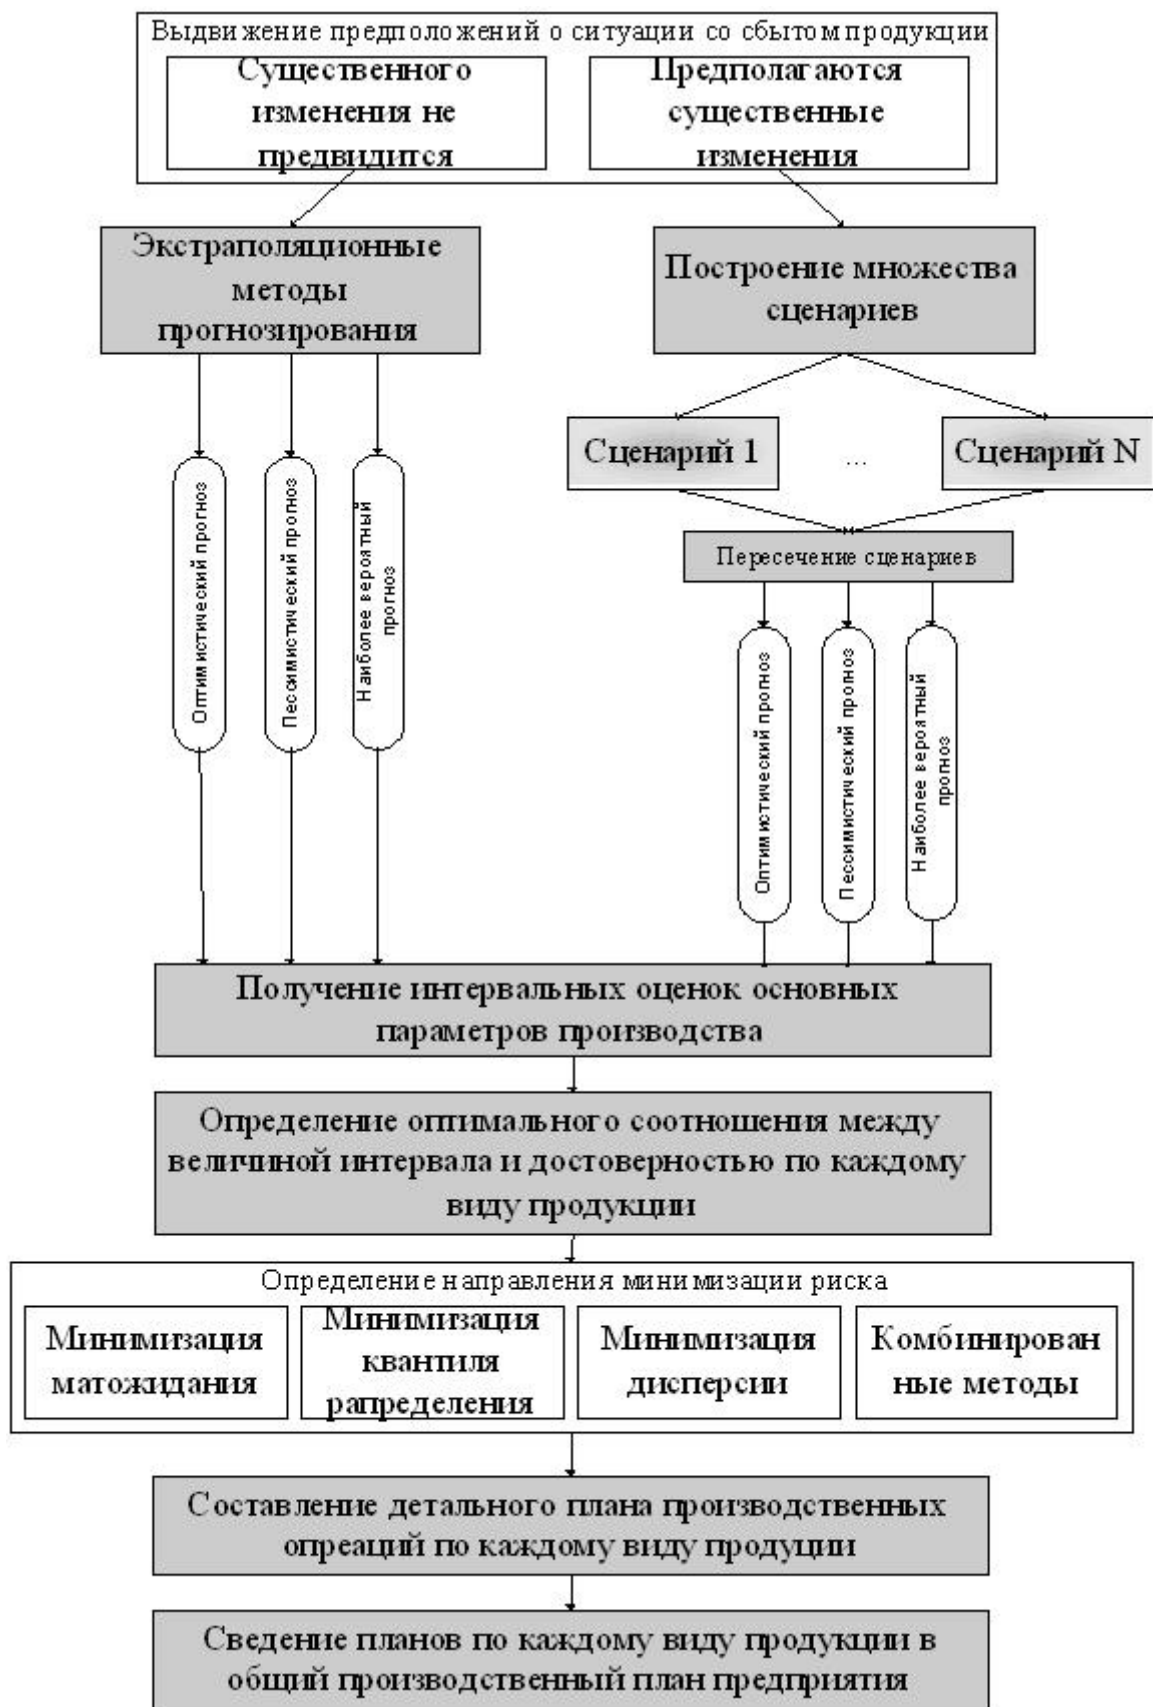 Выдвижение предположений о ситуации со сбытом продукции
Существенного
изменения не
предвидится
Предполагаются
существенные
изменения
Экстраполяционные
методы
прогнозирования
Построение множества
сценариев
Сценарий 1
...
Сценарий N
Пересечение сценариев
Оптимистический прогноз
Пессимистический прогноз
Наиболее вероятный
прогноз
Оптимистический прогноз
Пессимистический прогноз
Наиболее вероятный
прогноз
Получение интервальных оценок основных
параметров производства
Определение оптимального соотношения между
величиной интервала и достоверностью по каждому
виду продукции
Определение направления минимизации риска
Минимизация
матожидания
Минимизация
квантиля
рапределения
Минимизация
дисперсии
Комбинирован
ные методы
Составление детального плана производственных
опреаций по каждому виду продуции
Сведение планов по каждому виду продукции в
общий производственный план предприятия